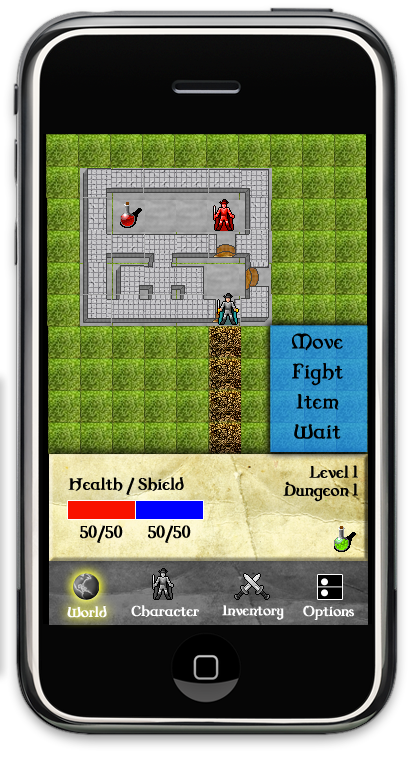 Move
Fight
Item
Wait
Level 1
Dungeon 1
Health / Shield
50/50 50/50
World Character Inventory Options